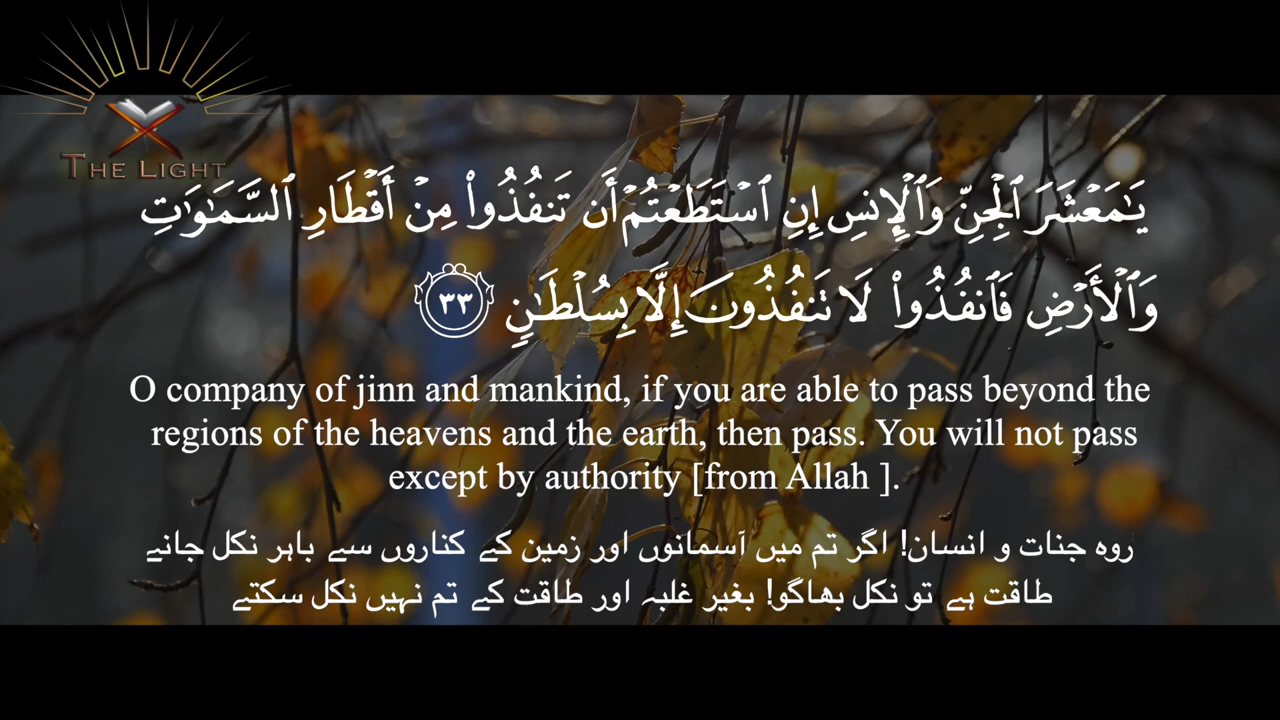 THE LIGHT
يَـٰمَعۡشَرَ ٱلۡجِنِّ وَٱلۡإِنسِ إِنِ ٱسۡتَطَعۡتُمۡ أَن تَنفُذُواْ مِنۡ أَقۡطَارِ ٱلسَّمَـٰوَٰتِ
وَٱلۡأَرۡضِ فَٱنفُذُواْ لَا تَنفُذُونَ إِلَّا بِسُلۡطَـٰنٍ ٣٣
O company of jinn and mankind, if you are able to pass beyond the
regions of the heavens and the earth, then pass. You will not pass
except by authority [from Allah ].
روہ جنات و انسان! اگر تم میں آسمانوں اور زمین کے کناروں سے باہر نکل جانے
طاقت ہے تو نکل بھاگو! بغیر غلبہ اور طاقت کے تم نہیں نکل سکتے